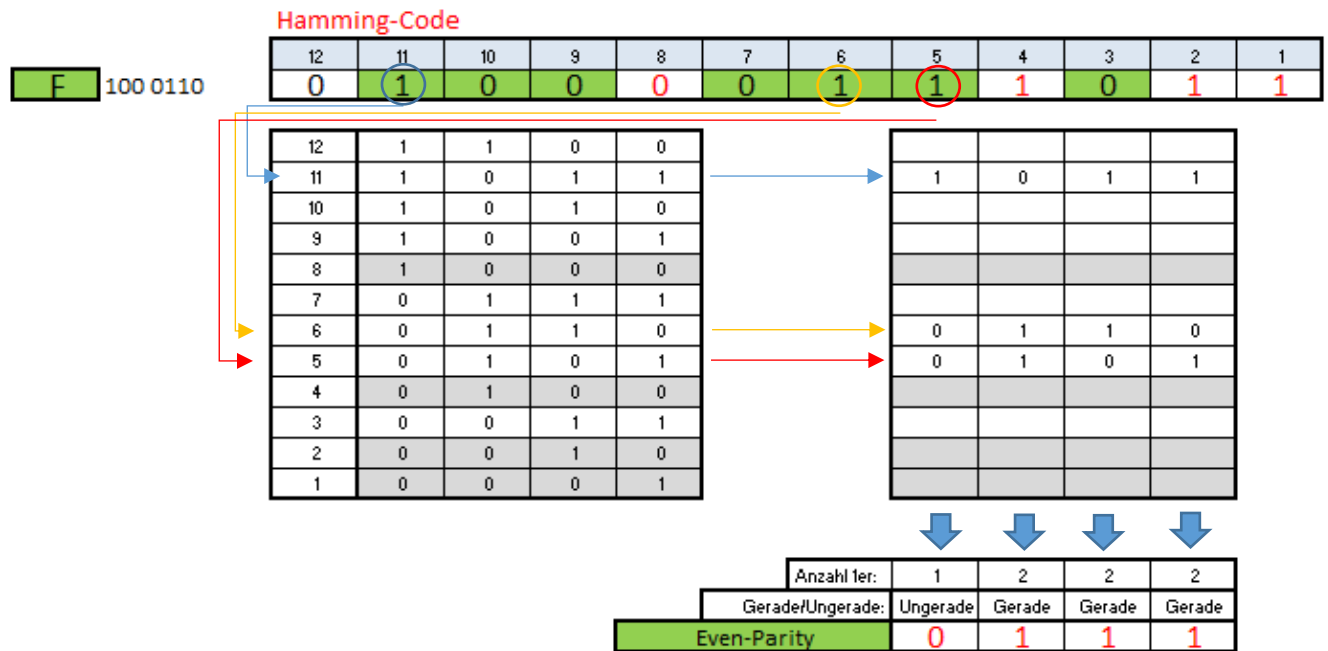 Hamming-Code
12 11 10 9 8 7 6 5 4 3 2 1
F 100 0110 0 1 0 0 0 0 1 1 1 0 1 1
12 1 1 0 0
11 1 0 1 1 1 0 1 1
10 1 0 1 0
9 1 0 0 1
8 1 0 0 0
7 0 1 1 1
6 0 1 1 0 0 1 1 0
5 0 1 0 1 0 1 0 1
4 0 1 0 0
3 0 0 1 1
2 0 0 1 0
1 0 0 0 1
Anzahl 1er: 1 2 2 2
Gerade/Ungerade: Ungerade Gerade Gerade Gerade
Even-Parity 0 1 1 1